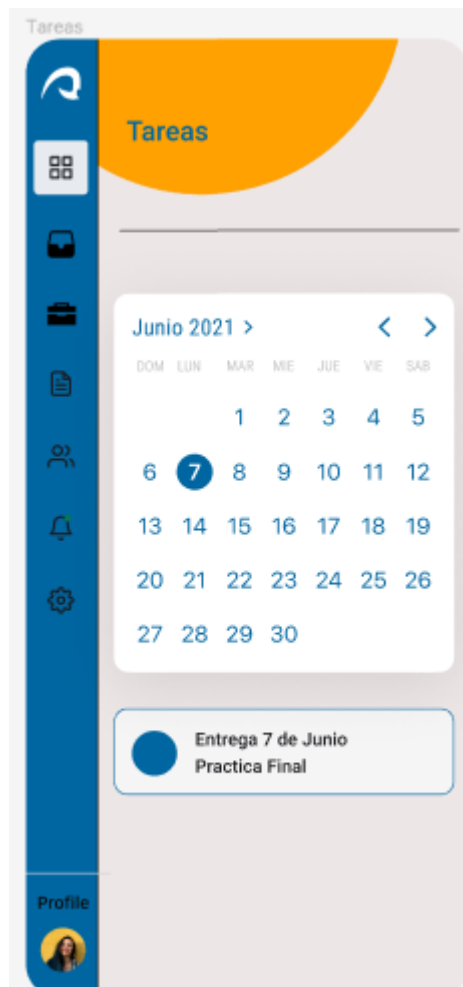 Tareas
Tareas
Junio 2021 >
DOM LUN MAR MIE JUE VIE SAB
1 2 3 4 5
6 7 8 9 10 11 12
13 14 15 16 17 18 19
20 21 22 23 24 25 26
27 28 29 30
Entrega 7 de Junio
Practica Final
Profile